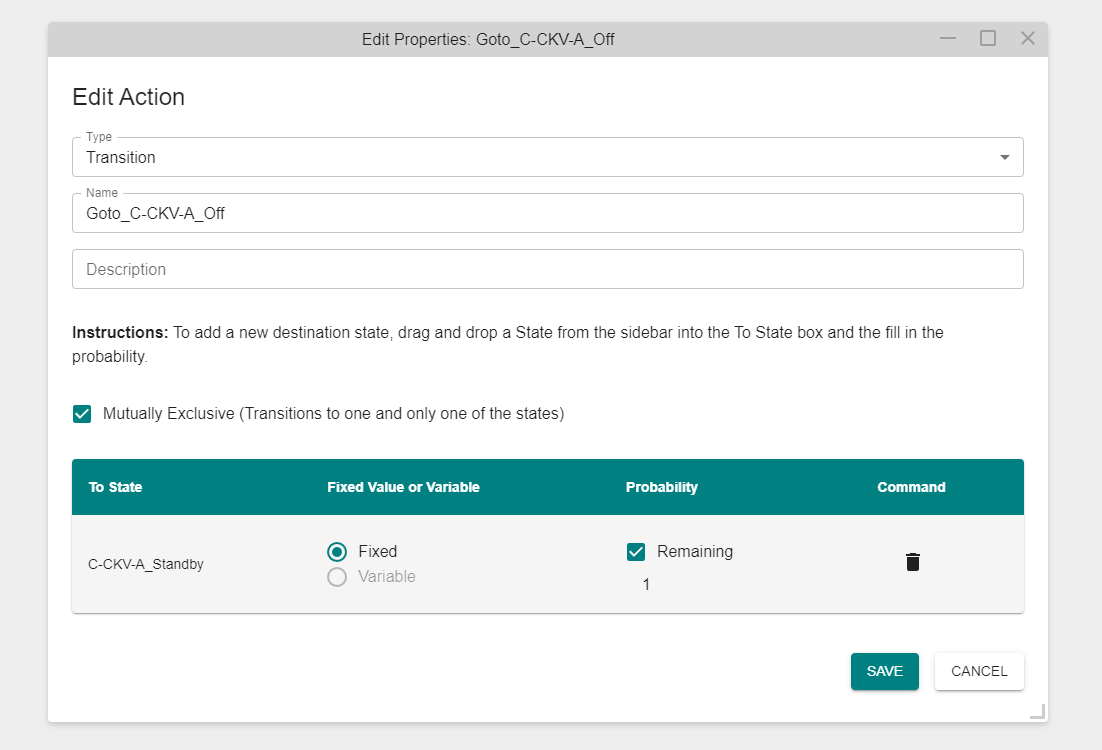 Edit Properties: Goto_C-CKV-A_Off
Edit Action
Type
Transition
Name
Goto_C-CKV-A_Off
Description
Instructions: To add a new destination state, drag and drop a State from the sidebar into the To State box and the fill in the
probability.
Mutually Exclusive (Transitions to one and only one of the states)
To State Fixed Value or Variable Probability Command
C-CKV-A_Standby
Fixed
Variable
Remaining
1
SAVE CANCEL